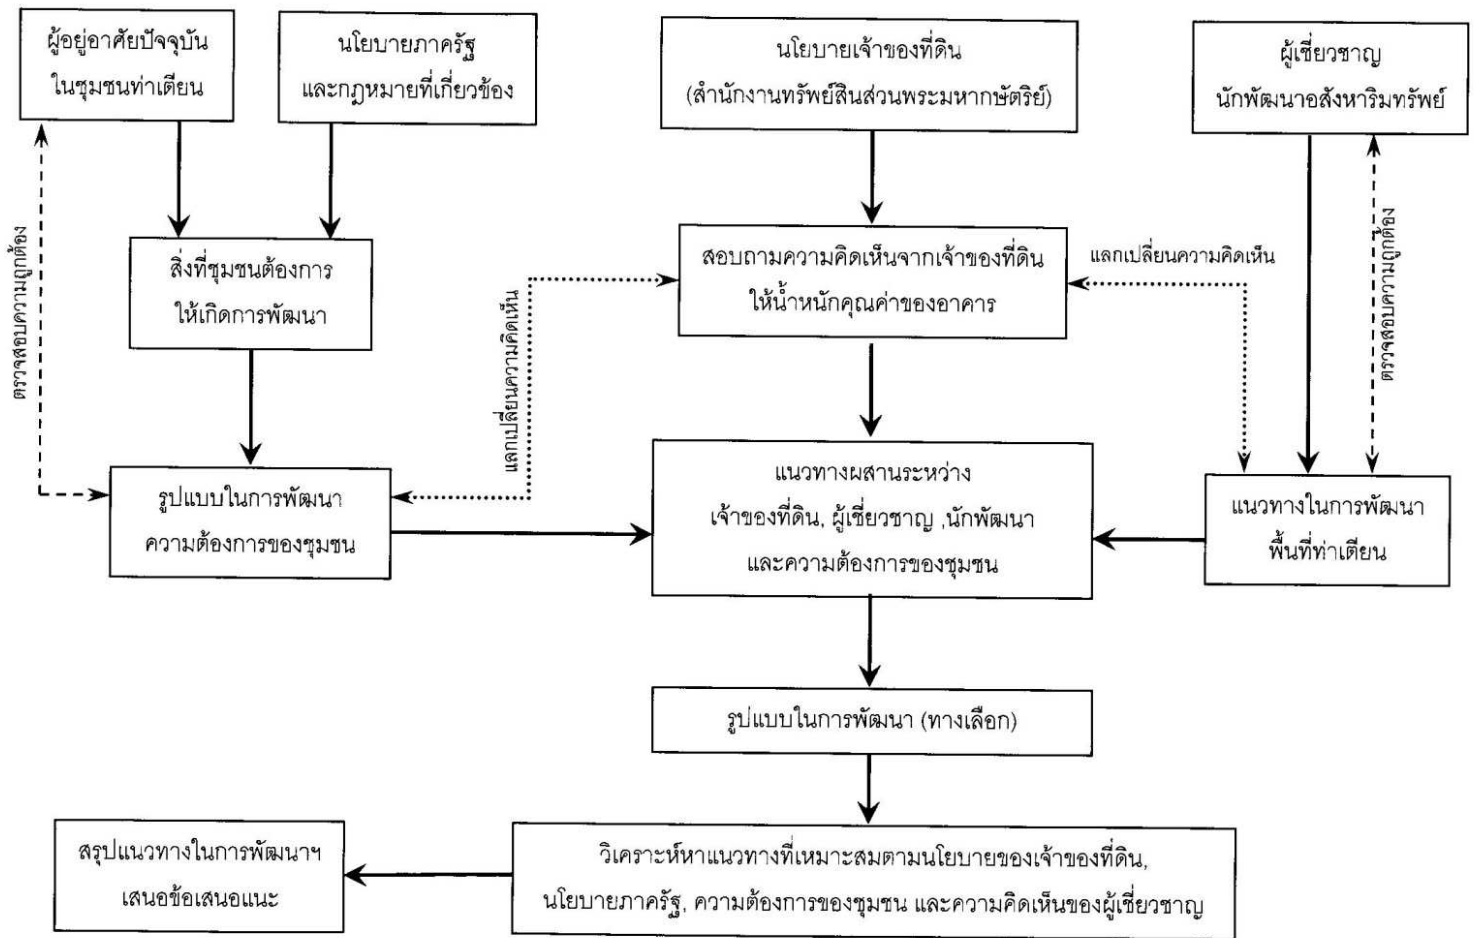 ผู้อยู่อาศัยปัจจุบัน
ในชุมชนท่าเตียน
นโยบายภาครัฐ
และกฎหมายที่เกี่ยวข้อง
นโยบายเจ้าของที่ดิน
(สำนักงานทรัพย์สินส่วนพระมหากษัตริย์)
ผู้เชี่ยวชาญ
นักพัฒนาอสังหาริมทรัพย์
ตรวจสอบความถูกต้อง
สิ่งที่ชุมชนต้องการ
ให้เกิดการพัฒนา
แลกเปลี่ยนความคิดเห็น
สอบถามความคิดเห็นจากเจ้าของที่ดิน
ให้น้ำหนักคุณค่าของอาคาร
แลกเปลี่ยนความคิดเห็น
ตรวจสอบความถูกต้อง
รูปแบบในการพัฒนา
ความต้องการของชุมชน
แนวทางผสานระหว่าง
เจ้าของที่ดิน, ผู้เชี่ยวชาญ ,นักพัฒนา
และความต้องการของชุมชน
แนวทางในการพัฒนา
พื้นที่ท่าเตียน
รูปแบบในการพัฒนา (ทางเลือก)
สรุปแนวทางในการพัฒนาฯ
เสนอข้อเสนอแนะ
วิเคราะห์หาแนวทางที่เหมาะสมตามนโยบายของเจ้าของที่ดิน,
นโยบายภาครัฐ, ความต้องการของชุมชน และความคิดเห็นของผู้เชี่ยวชาญ